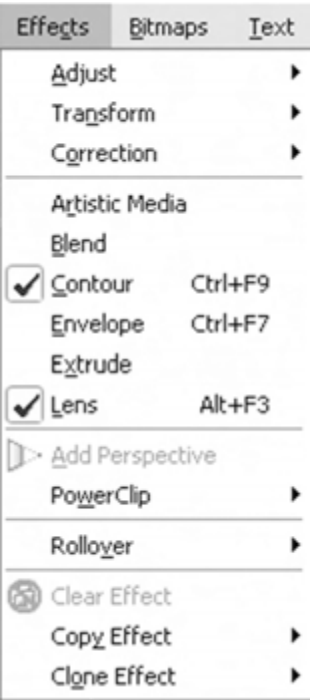 Effects Bitmaps Text
Adjust
Transform
Correction
Artistic Media
Blend
Contour Ctrl+F9
Envelope Ctrl+F7
Extrude
Lens Alt+F3
Add Perspective
PowerClip
Rollover
Clear Effect
Copy Effect
Clone Effect